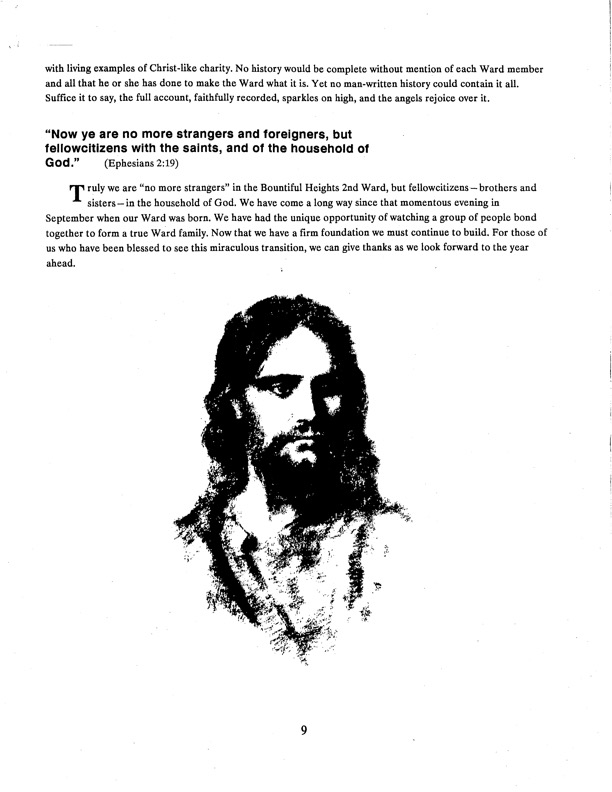 with living examples of Christ-like charity. No history would be complete without mention of each Ward member
and all that he or she has done to make the Ward what it is. Yet no man-written history could contain it all.
Suffice it to say, the full account, faithfully recorded, sparkles on high, and the angels rejoice over it.
“Now ye are no more strangers and foreigners, but
fellowcitizens with the saints, and of the household of
God.” (Ephesians 2:19)
Truly we are “no more strangers” in the Bountiful Heights 2nd Ward, but fellowcitizens—brothers and
sisters—in the household of God. We have come a long way since that momentous evening in
September when our Ward was born. We have had the unique opportunity of watching a group of people bond
together to form a true Ward family. Now that we have a firm foundation we must continue to build. For those of
us who have been blessed to see this miraculous transition, we can give thanks as we look forward to the year
ahead.
9